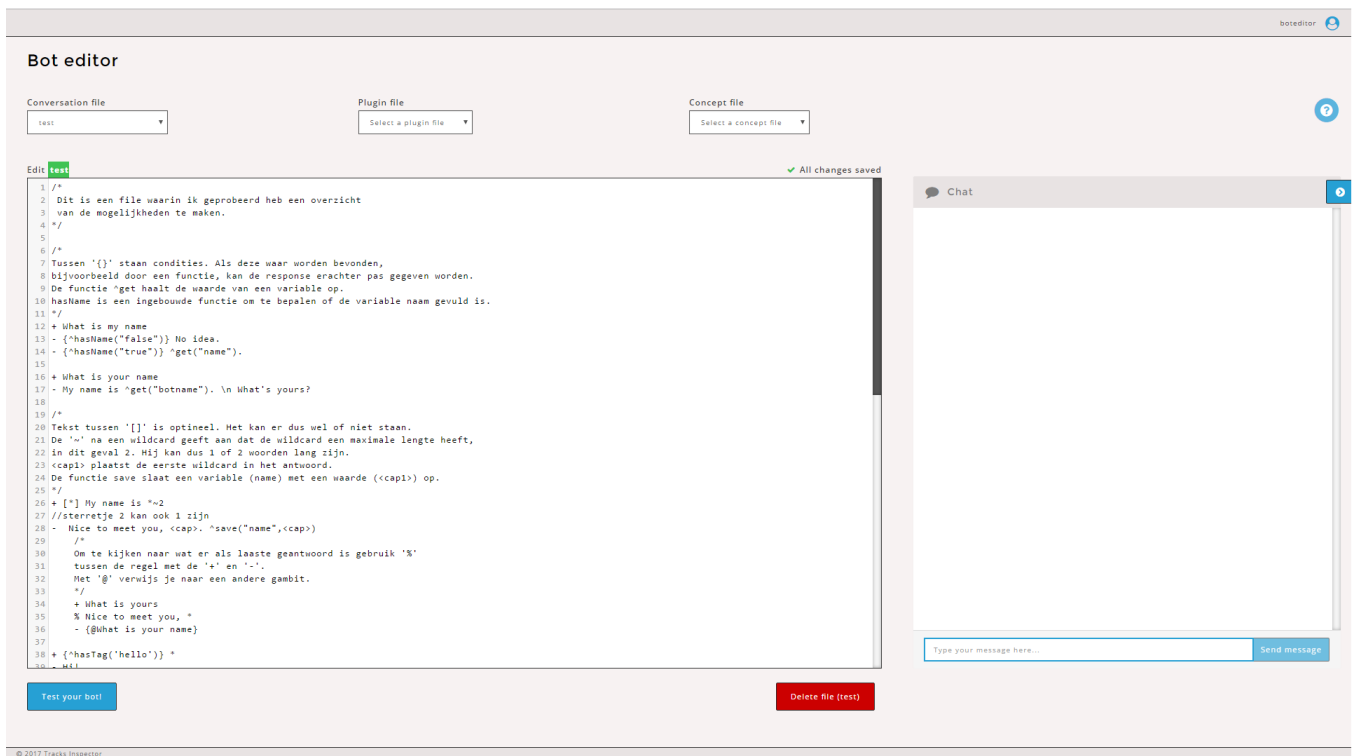 boteditor
Bot editor
Conversation file
Plugin file
Concept file
test
Select a plugin file
Select a concept file
Edit test
All changes saved
1 /*
2 Dit is een file waarin ik geprobeerd heb een overzicht
3 van de mogelijkheden te maken.
4 */
5
6 /*
7 Tussen '{}' staan condities. Als deze waar worden bevonden,
8 bijvoorbeeld door een functie, kan de response erachter pas gegeven worden.
9 De functie ^get haalt de waarde van een variable op.
10 hasName is een ingebouwde functie om te bepalen of de variable naam gevuld is.
11 */
12 + What is my name
13 - {^hasName("false")} No idea.
14 - {^hasName("true")} ^get("name").
15
16 + What is your name
17 - My name is ^get("botname"). \n What's yours?
18
19 /*
20 Tekst tussen '[]' is optineel. Het kan er dus wel of niet staan.
21 De '~' na een wildcard geeft aan dat de wildcard een maximale lengte heeft,
22 in dit geval 2. Hij kan dus 1 of 2 woorden lang zijn.
23 <cap1> plaatst de eerste wildcard in het antwoord.
24 De functie save slaat een variable (name) met een waarde (<cap1>) op.
25 */
26 + [*] My name is *~2
27 //sterretje 2 kan ook 1 zijn
28 - Nice to meet you, <cap>. ^save("name",<cap>)
29 /*
30 Om te kijken naar wat er als laaste geantwoord is gebruik '%'
31 tussen de regel met de '+' en '-'.
32 Met '@' verwijs je naar een andere gambit.
33 */
34 + What is yours
35 % Nice to meet you, *
36 - {@What is your name}
37
38 + {^hasTag('hello')} *
39 - Hi!
Chat
Type your message here...
Send message
Test your bot!
Delete file (test)
© 2017 Tracks Inspector